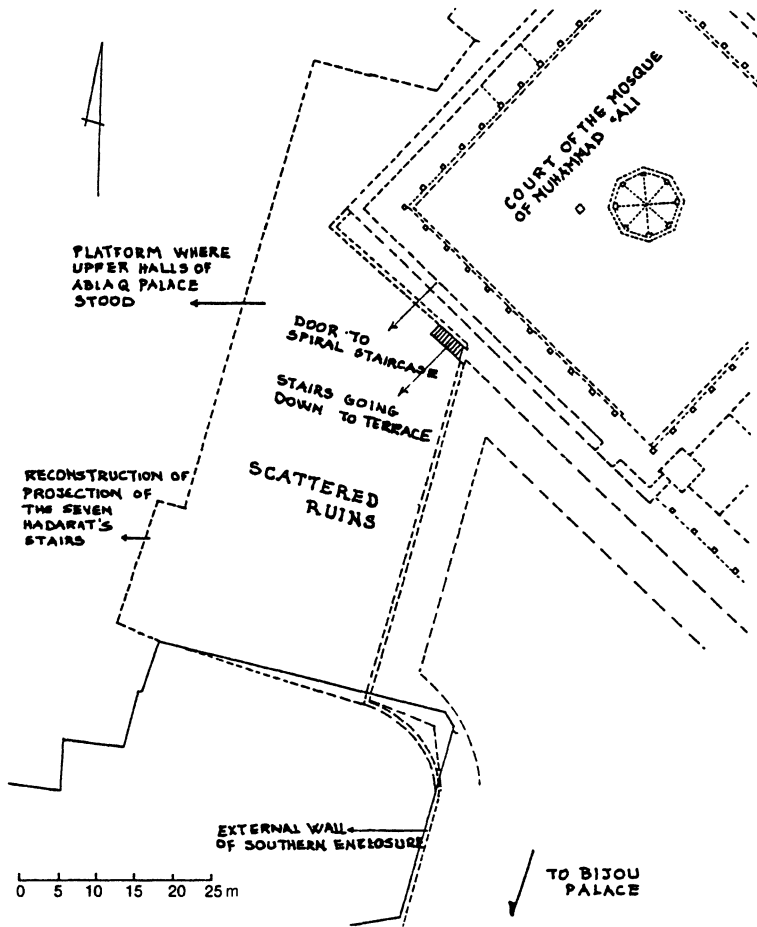 COURT OF THE MOSQUE
OF MUHAMMAD ʿALI
PLATFORM WHERE
UPPER HALLS OF
ABLAQ PALACE
STOOD
DOOR TO
SPIRAL STAIRCASE
STAIRS GOING
DOWN TO TERRACE
RECONSTRUCTION OF
PROJECTION OF
THE SEVEN
HADARAT'S
STAIRS
SCATTERED
RUINS
EXTERNAL WALL
OF SOUTHERN ENCLOSURE
TO BIJOU
PALACE
0 5 10 15 20 25 m